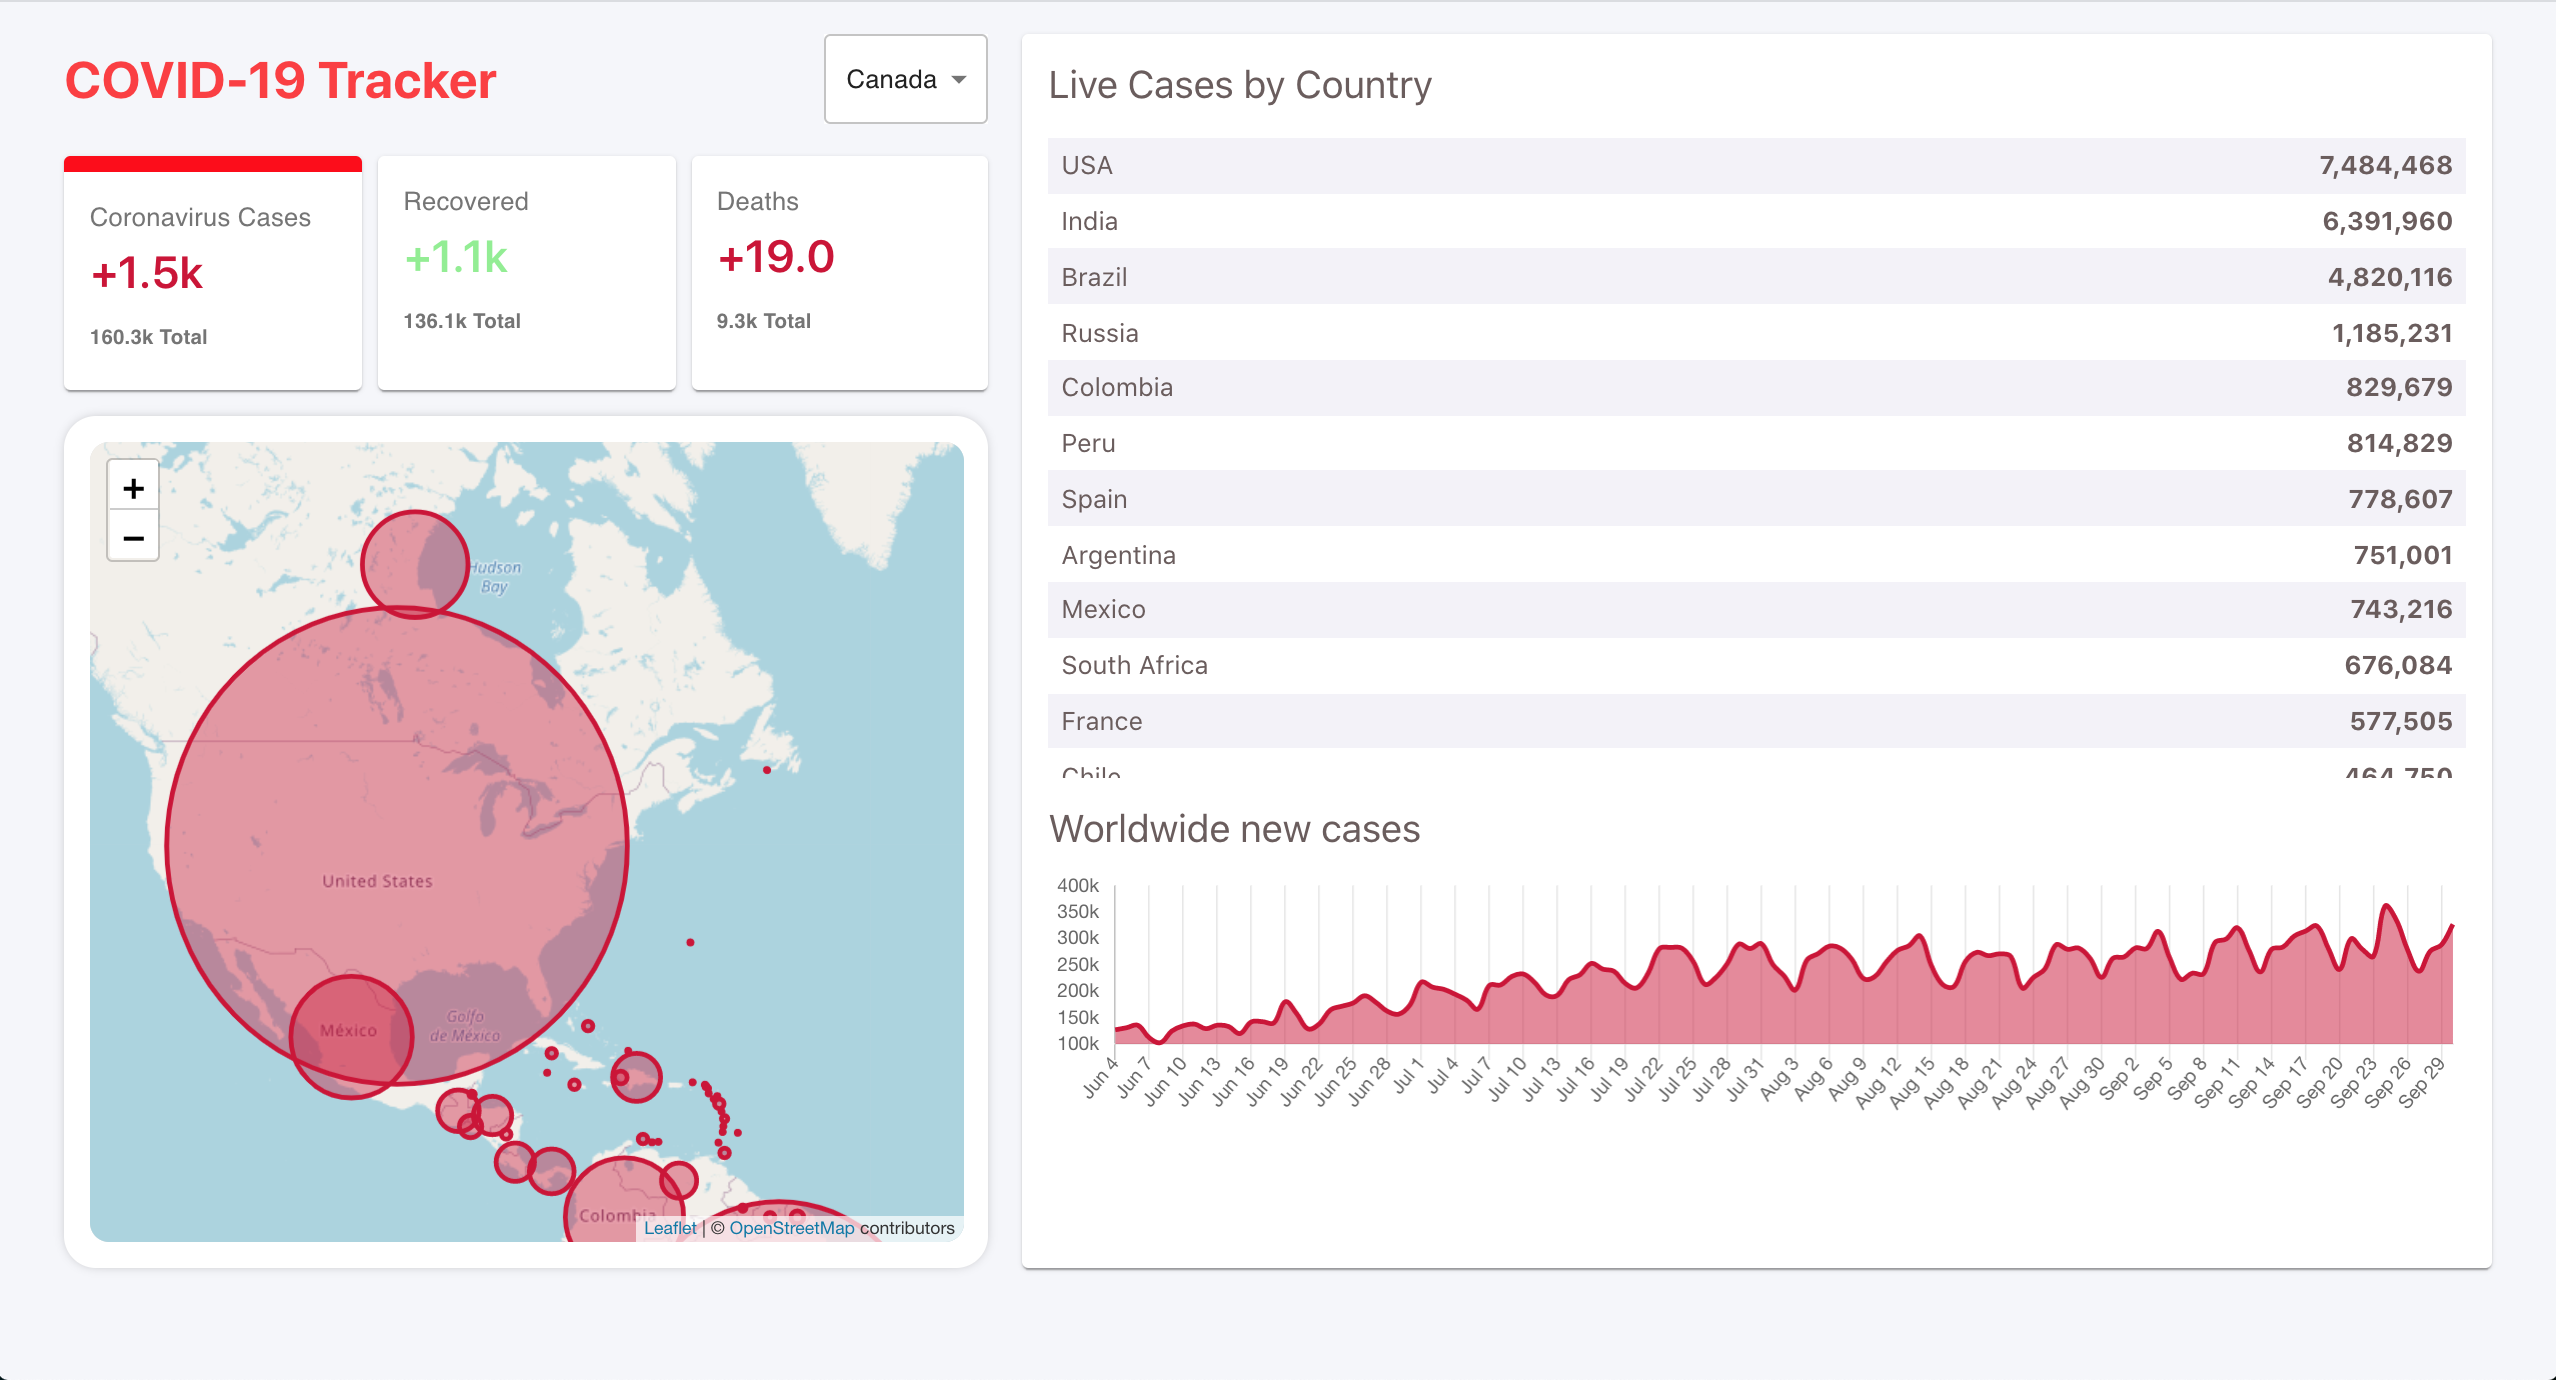 COVID-19 Tracker
Canada
Coronavirus Cases
+1.5k
160.3k Total
Recovered
+1.1k
136.1k Total
Deaths
+19.0
9.3k Total
+
−
Hudson
Bay
United States
México
Golfo
de México
Colombia
Leaflet | © OpenStreetMap contributors
Live Cases by Country
USA 7,484,468
India 6,391,960
Brazil 4,820,116
Russia 1,185,231
Colombia 829,679
Peru 814,829
Spain 778,607
Argentina 751,001
Mexico 743,216
South Africa 676,084
France 577,505
Chile 464,750
Worldwide new cases
400k
350k
300k
250k
200k
150k
100k
Jun 4 Jun 7 Jun 10 Jun 13 Jun 16 Jun 19 Jun 22 Jun 25 Jun 28 Jul 1 Jul 4 Jul 7 Jul 10 Jul 13 Jul 16 Jul 19 Jul 22 Jul 25 Jul 28 Jul 31 Aug 3 Aug 6 Aug 9 Aug 12 Aug 15 Aug 18 Aug 21 Aug 24 Aug 27 Aug 30 Sep 2 Sep 5 Sep 8 Sep 11 Sep 14 Sep 17 Sep 20 Sep 23 Sep 26 Sep 29